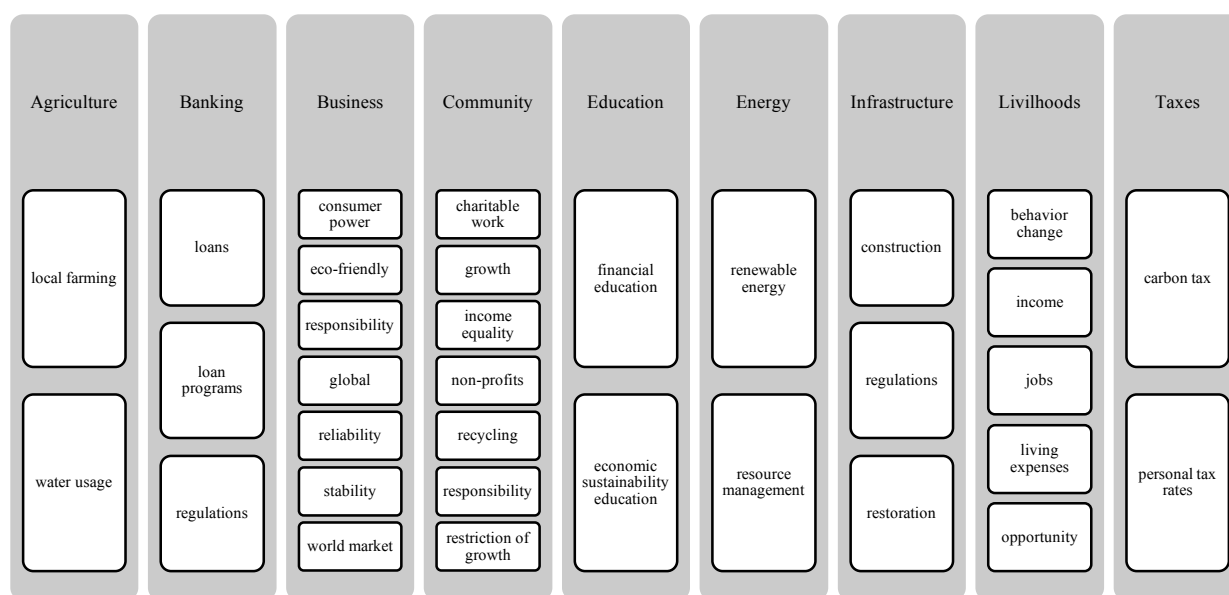 Agriculture
local farming
water usage
Banking
loans
loan
programs
regulations
Business
consumer
power
eco-friendly
responsibility
global
reliability
stability
world market
Community
charitable
work
growth
income
equality
non-profits
recycling
responsibility
restriction of
growth
Education
financial
education
economic
sustainability
education
Energy
renewable
energy
resource
management
Infrastructure
construction
regulations
restoration
Livilhoods
behavior
change
income
jobs
living
expenses
opportunity
Taxes
carbon tax
personal tax
rates